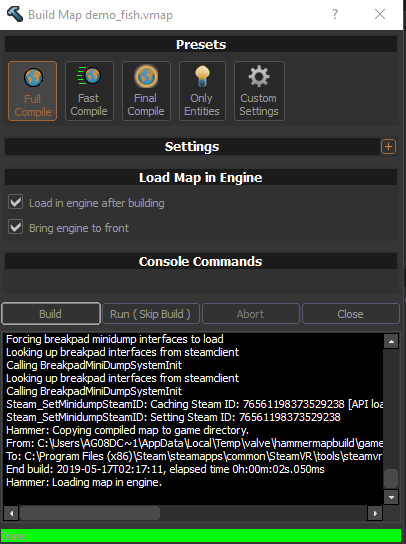 Build Map demo_fish.vmap
Presets
Full
Compile
Fast
Compile
Final
Compile
Only
Entities
Custom
Settings
Settings
Load Map in Engine
Load in engine after building
Bring engine to front
Console Commands
Build
Run ( Skip Build )
Abort
Close
Forcing breakpad minidump interfaces to load
Looking up breakpad interfaces from steamclient
Calling BreakpadMiniDumpSystemInit
Looking up breakpad interfaces from steamclient
Calling BreakpadMiniDumpSystemInit
Steam_SetMinidumpSteamID: Caching Steam ID: 76561198373529238 [API loa
Steam_SetMinidumpSteamID: Setting Steam ID: 76561198373529238
Hammer: Copying compiled map to game directory.
From: C:\Users\AG08DC~1\AppData\Local\Temp\valve\hammermapbuild\game
To: C:\Program Files (x86)\Steam\steamapps\common\SteamVR\tools\steamvr
End build: 2019-05-17T02:17:11, elapsed time 0h:00m:02s.050ms
Hammer: Loading map in engine.
Done